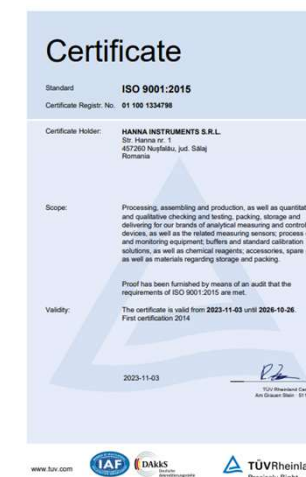 Certificate
Standard ISO 9001:2015
Certificate Registr. No. 01 100 1334798
Certificate Holder: HANNA INSTRUMENTS S.R.L.
Str. Hanna nr. 1
457260 Nușfalău, jud. Sălaj
Romania
Scope: Processing, assembling and production, as well as quantitat
and qualitative checking and testing, packing, storage and
delivering for our brands of analytical measuring and control
devices, as well as the related measuring sensors; process
and monitoring equipment; buffers and standard calibration
solutions, as well as chemical reagents; accessories, spare
as well as materials regarding storage and packing.
Proof has been furnished by means of an audit that the
requirements of ISO 9001:2015 are met.
Validity: The certificate is valid from 2023-11-03 until 2026-10-26.
First certification 2014
2023-11-03
TÜV Rheinland Ce
Am Grauen Stein · 51
www.tuv.com
IAF
DAkkS
Deutsche
Akkreditierungsstelle
TÜVRheinla
Precisely Right.